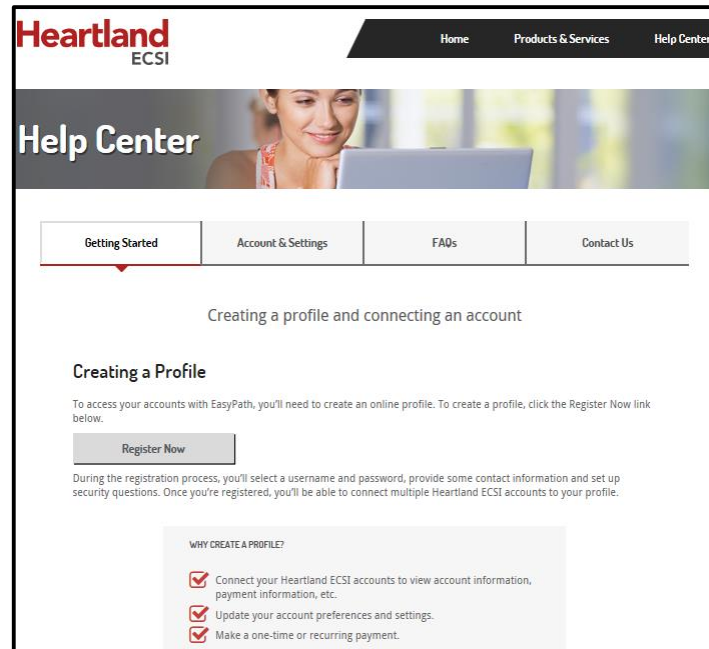 Heartland
ECSI
Home Products & Services Help Center
Help Center
Getting Started Account & Settings FAQs Contact Us
Creating a profile and connecting an account
Creating a Profile
To access your accounts with EasyPath, you'll need to create an online profile. To create a profile, click the Register Now link
below.
Register Now
During the registration process, you'll select a username and password, provide some contact information and set up
security questions. Once you're registered, you'll be able to connect multiple Heartland ECSI accounts to your profile.
WHY CREATE A PROFILE?
Connect your Heartland ECSI accounts to view account information,
payment information, etc.
Update your account preferences and settings.
Make a one-time or recurring payment.